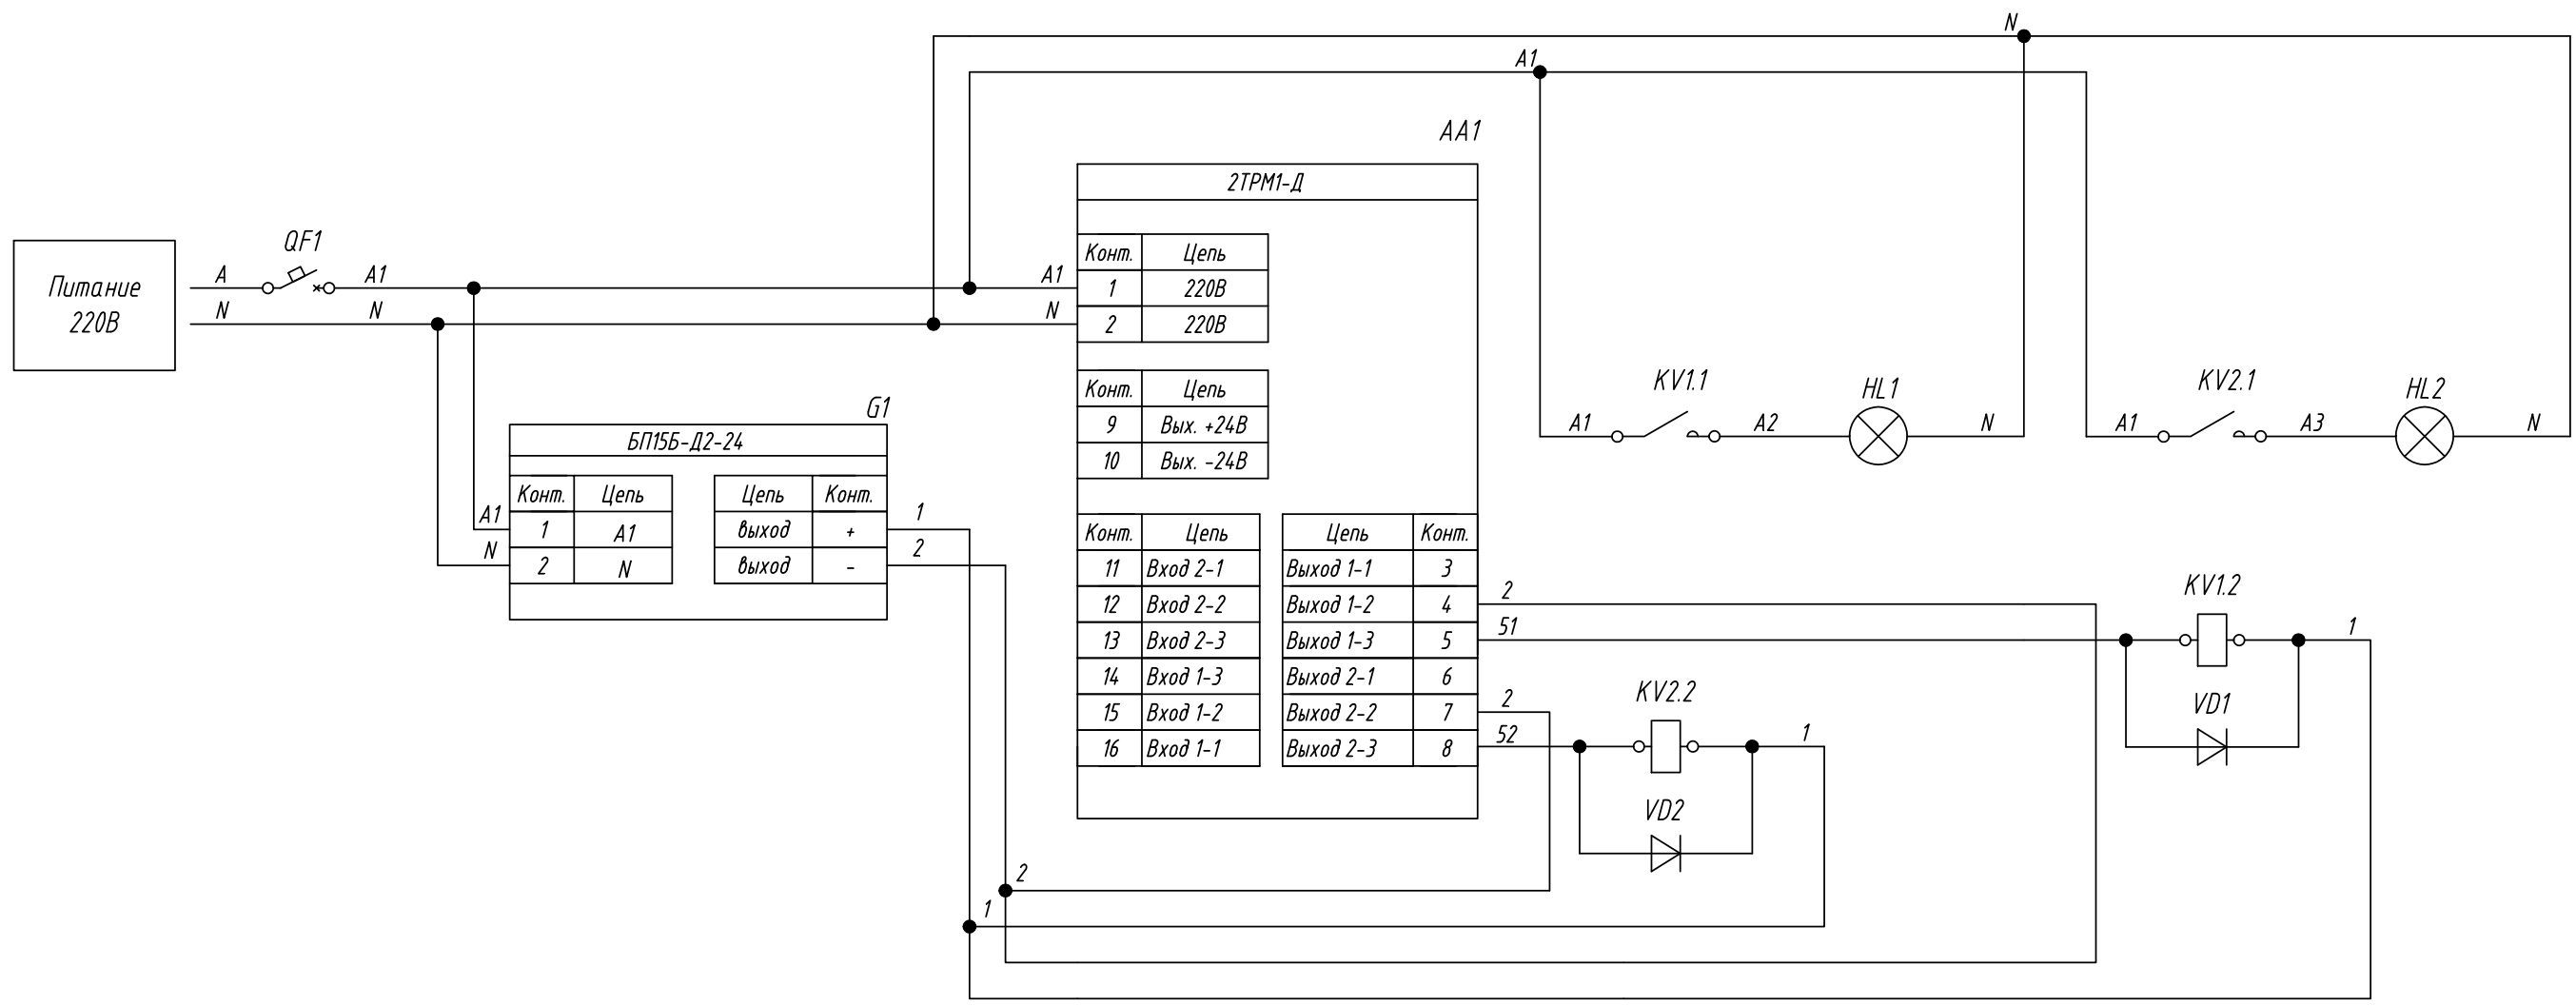 N
A1
AA1
2ТРМ1-Д
Питание
220В
QF1
A
A1
N
N
A1
N
Конт. Цепь
1 220В
2 220В
Конт. Цепь
9 Вых. +24В
10 Вых. -24В
KV1.1
HL1
A1
A2
N
KV2.1
HL2
A1
A3
N
G1
БП15Б-Д2-24
Конт. Цепь
Цепь Конт.
A1
1 A1
выход +
1
N
2 N
выход -
2
Конт. Цепь
Цепь Конт.
11 Вход 2-1
Выход 1-1 3
12 Вход 2-2
Выход 1-2 4
2
13 Вход 2-3
Выход 1-3 5
51
14 Вход 1-3
Выход 2-1 6
15 Вход 1-2
Выход 2-2 7
2
16 Вход 1-1
Выход 2-3 8
52
KV1.2
1
VD1
KV2.2
1
VD2
2
1